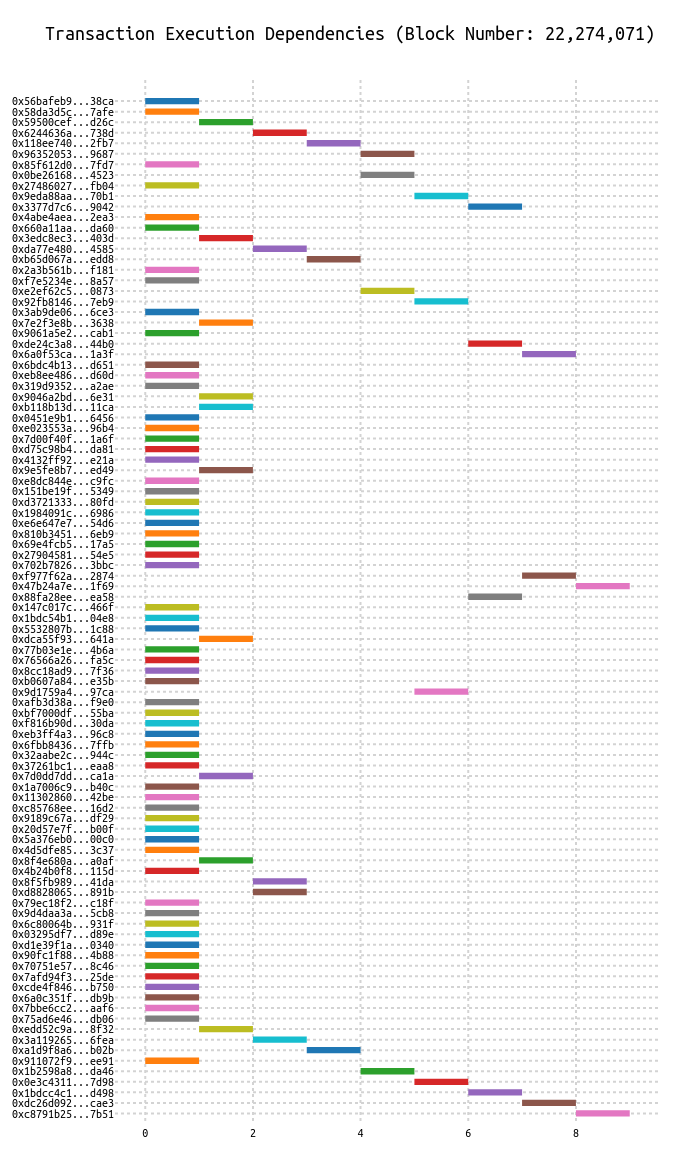 Transaction Execution Dependencies (Block Number: 22,274,071)
0x56bafeb9...38ca
0x58da3d5c...7afe
0x59500cef...d26c
0x6244636a...738d
0x118ee740...2fb7
0x96352053...9687
0x85f612d0...7fd7
0x0be26168...4523
0x27486027...fb04
0x9eda88aa...70b1
0x3377d7c6...9042
0x4abe4aea...2ea3
0x660a11aa...da60
0x3edc8ec3...403d
0xda77e480...4585
0xb65d067a...edd8
0x2a3b561b...f181
0xf7e5234e...8a57
0xe2ef62c5...0873
0x92fb8146...7eb9
0x3ab9de06...6ce3
0x7e2f3e8b...3638
0x9061a5e2...cab1
0xde24c3a8...44b0
0x6a0f53ca...1a3f
0x6bdc4b13...d651
0xeb8ee486...d60d
0x319d9352...a2ae
0x9046a2bd...6e31
0xb118b13d...11ca
0x0451e9b1...6456
0xe023553a...96b4
0x7d00f40f...1a6f
0xd75c98b4...da81
0x4132ff92...e21a
0x9e5fe8b7...ed49
0xe8dc844e...c9fc
0x151be19f...5349
0xd3721333...80fd
0x1984091c...6986
0xe6e647e7...54d6
0x810b3451...6eb9
0x69e4fcb5...17a5
0x27904581...54e5
0x702b7826...3bbc
0xf977f62a...2874
0x47b24a7e...1f69
0x88fa28ee...ea58
0x147c017c...466f
0x1bdc54b1...04e8
0x5532807b...1c88
0xdca55f93...641a
0x77b03e1e...4b6a
0x76566a26...fa5c
0x8cc18ad9...7f36
0xb0607a84...e35b
0x9d1759a4...97ca
0xafb3d38a...f9e0
0xbf7000df...55ba
0xf816b90d...30da
0xeb3ff4a3...96c8
0x6fbb8436...7ffb
0x32aabe2c...944c
0x37261bc1...eaa8
0x7d0dd7dd...ca1a
0x1a7006c9...b40c
0x11302860...42be
0xc85768ee...16d2
0x9189c67a...df29
0x20d57e7f...b00f
0x5a376eb0...00c0
0x4d5dfe85...3c37
0x8f4e680a...a0af
0x4b24b0f8...115d
0x8f5fb989...41da
0xd8828065...891b
0x79ec18f2...c18f
0x9d4daa3a...5cb8
0x6c80064b...931f
0x03295df7...d89e
0xd1e39f1a...0340
0x90fc1f88...4b88
0x70751e57...8c46
0x7afd94f3...25de
0xcde4f846...b750
0x6a0c351f...db9b
0x7bbe6cc2...aaf6
0x75ad6e46...db06
0xedd52c9a...8f32
0x3a119265...6fea
0xa1d9f8a6...b02b
0x911072f9...ee91
0x1b2598a8...da46
0x0e3c4311...7d98
0x1bdcc4c1...d498
0xdc26d092...cae3
0xc8791b25...7b51
0 2 4 6 8